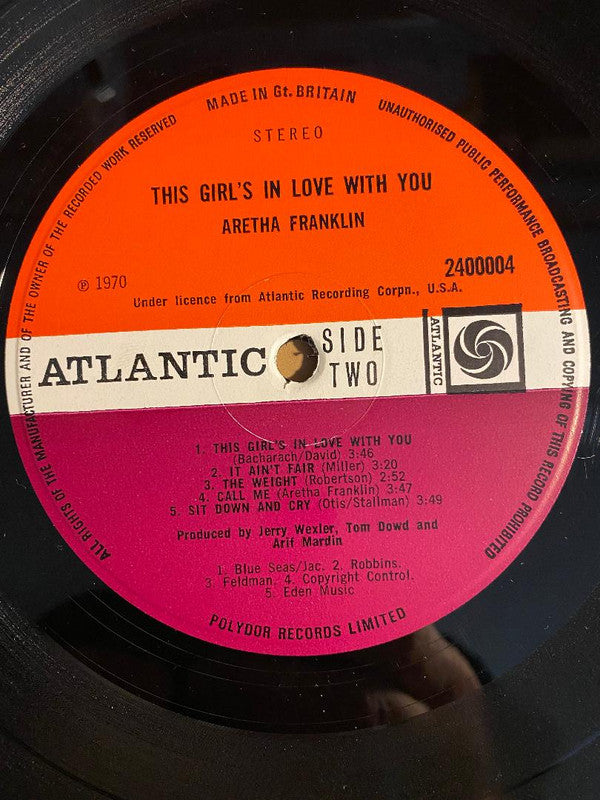 MADE IN Gt. BRITAIN
UNAUTHORISED PUBLIC PERFORMANCE BROADCASTING AND COPYING OF THIS RECORD PROHIBITED
ALL RIGHTS OF THE MANUFACTURER AND OF THE OWNER OF THE RECORDED WORK RESERVED
STEREO
THIS GIRL'S IN LOVE WITH YOU
ARETHA FRANKLIN
℗ 1970
2400004
Under licence from Atlantic Recording Corpn., U.S.A.
ATLANTIC
SIDE
TWO
ATLANTIC
1. THIS GIRL'S IN LOVE WITH YOU
(Bacharach/David) 3:46
2. IT AIN'T FAIR (Miller) 3:20
3. THE WEIGHT (Robertson) 2:52
4. CALL ME (Aretha Franklin) 3:47
5. SIT DOWN AND CRY (Otis/Stallman) 3:49
Produced by Jerry Wexler, Tom Dowd and
Arif Mardin
1. Blue Seas/Jac. 2. Robbins.
3. Feldman. 4. Copyright Control.
5. Eden Music
POLYDOR RECORDS LIMITED